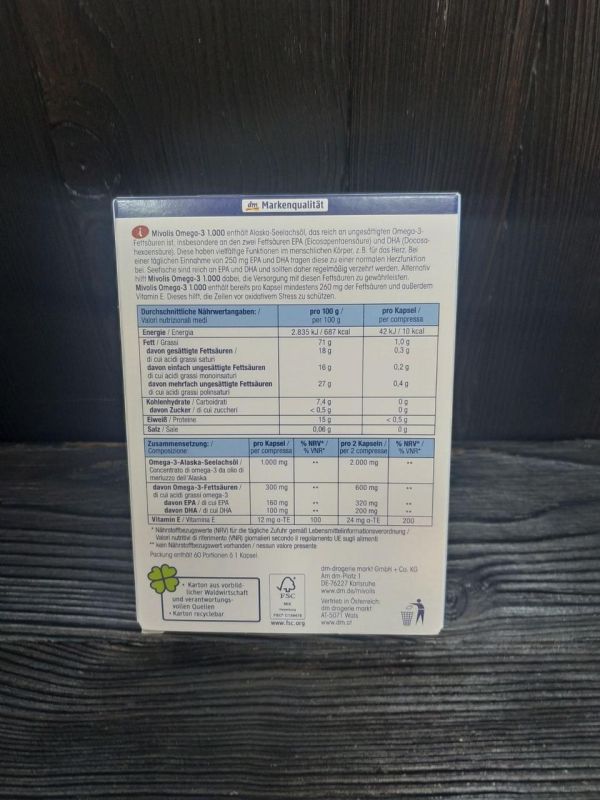 dm Markenqualität
Mivolis Omega-3 1.000 enthält Alaska-Seelachsöl, das reich an ungesättigten Omega-3-
Fettsäuren ist, insbesondere an den zwei Fettsäuren EPA (Eicosapentaensäure) und DHA (Docosa-
hexaensäure). Diese haben vielfältige Funktionen im menschlichen Körper, z.B. für das Herz. Bei
einer täglichen Einnahme von 250 mg EPA und DHA tragen diese zu einer normalen Herzfunktion
bei. Seefische sind reich an EPA und DHA und sollten daher regelmäßig verzehrt werden. Alternativ
hilft Mivolis Omega-3 1.000 dabei, die Versorgung mit diesen Fettsäuren zu gewährleisten.
Mivolis Omega-3 1.000 enthält bereits pro Kapsel mindestens 260 mg der Fettsäuren und außerdem
Vitamin E. Dieses hilft, die Zellen vor oxidativem Stress zu schützen.
Durchschnittliche Nährwertangaben: / pro 100 g / pro Kapsel /
Valori nutrizionali medi per 100 g per compressa
Energie / Energia 2.835 kJ / 687 kcal 42 kJ / 10 kcal
Fett / Grassi 71 g 1,0 g
davon gesättigte Fettsäuren / 18 g 0,3 g
di cui acidi grassi saturi
davon einfach ungesättigte Fettsäuren 16 g 0,2 g
di cui acidi grassi monoinsaturi
davon mehrfach ungesättigte Fettsäuren 27 g 0,4 g
di cui acidi grassi polinsaturi
Kohlenhydrate / Carboidrati 7,4 g 0 g
davon Zucker / di cui zuccheri < 0,5 g 0 g
Eiweiß / Proteine 15 g < 0,5 g
Salz / Sale 0,06 g 0 g
Zusammensetzung: / pro Kapsel / % NRV* / pro 2 Kapseln / % NRV* /
Composizione: per compressa % VNR* per 2 compresse % VNR*
Omega-3-Alaska-Seelachsöl / 1.000 mg ** 2.000 mg **
Concentrato di omega-3 da olio di
merluzzo dell'Alaska
davon Omega-3-Fettsäuren / 300 mg ** 600 mg **
di cui acidi grassi omega-3
davon EPA / di cui EPA 160 mg ** 320 mg **
davon DHA / di cui DHA 100 mg ** 200 mg **
Vitamin E / Vitamina E 12 mg α-TE 100 24 mg α-TE 200
* Nährstoffbezugswerte (NRV) für die tägliche Zufuhr gemäß Lebensmittelinformationsverordnung /
Valori nutritivi di riferimento (VNR) giornalieri secondo il regolamento UE sugli alimenti
** kein Nährstoffbezugswert vorhanden / nessun valore presente
Packung enthält 60 Portionen à 1 Kapsel.
• Karton aus vorbild-
licher Waldwirtschaft
und verantwortungs-
vollen Quellen
• Karton recyclebar
FSC
MIX
www.fsc.org
dm-drogerie markt GmbH + Co. KG
Am dm-Platz 1
DE-76227 Karlsruhe
www.dm.de/mivolis
Vertrieb in Österreich:
dm drogerie markt
AT-5071 Wals
www.dm.at